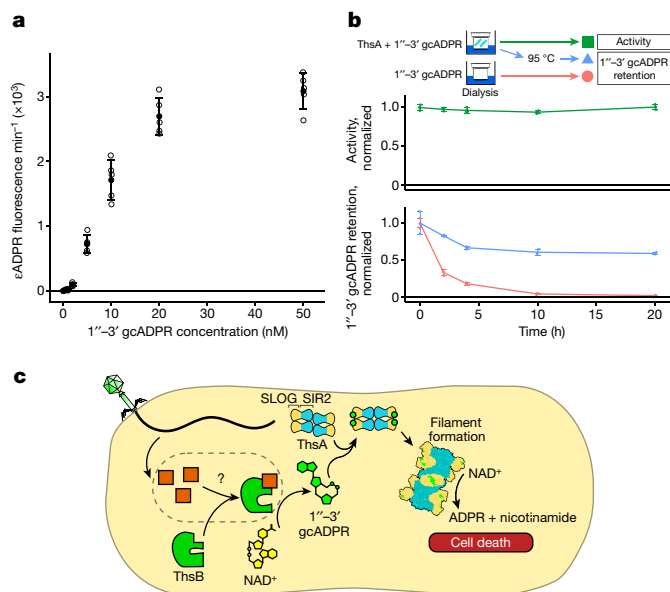 a
εADPR fluorescence min⁻¹ (×10³)
3
2
1
0
0
10
20
30
40
50
1″–3′ gcADPR concentration (nM)
b
ThsA + 1″–3′ gcADPR
95 °C
1″–3′ gcADPR
Dialysis
Activity
1″–3′ gcADPR
retention
Activity,
normalized
1.0
0.5
0
1″–3′ gcADPR retention,
normalized
1.0
0.5
0
0
5
10
15
20
Time (h)
c
SLOG SIR2
ThsA
Filament
formation
NAD⁺
?
1″–3′
gcADPR
ADPR + nicotinamide
Cell death
ThsB
NAD⁺